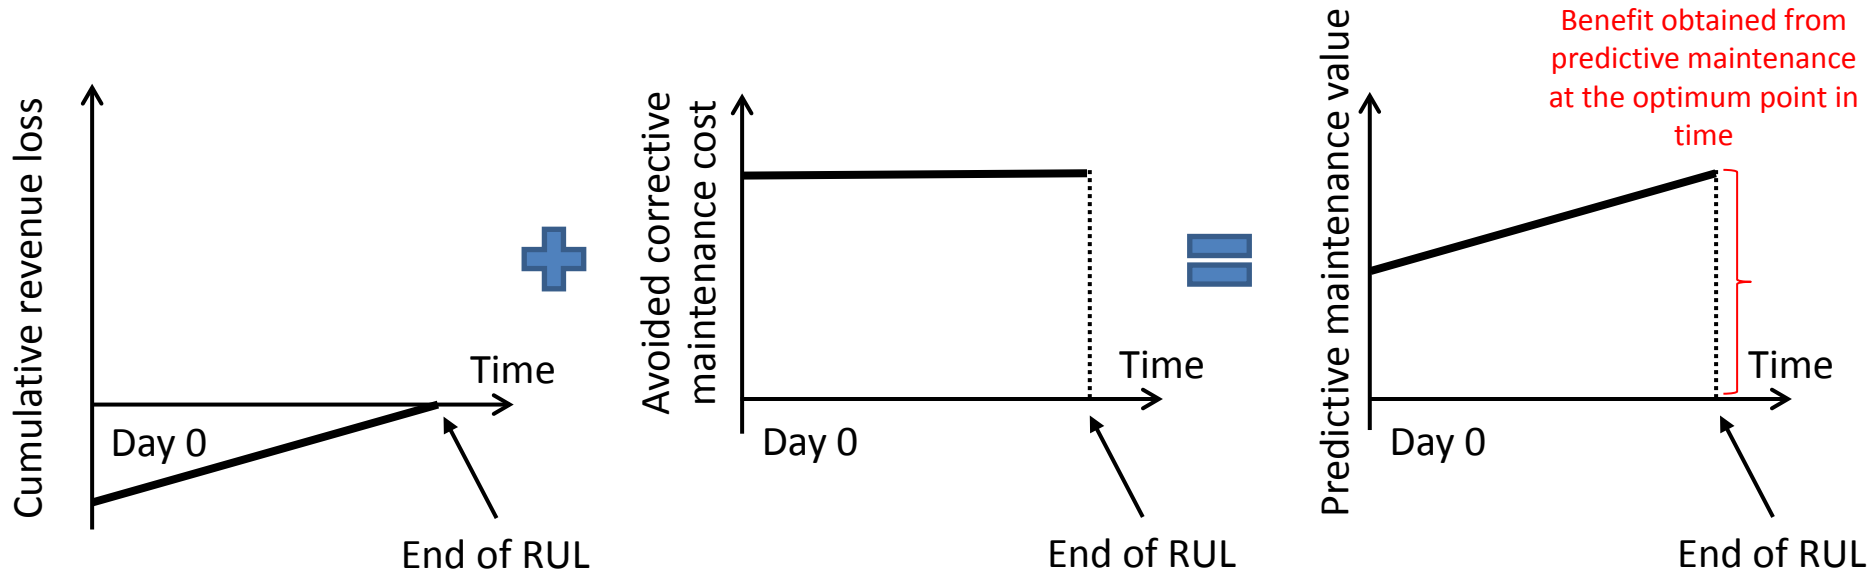 Cumulative revenue loss
Time
Day 0
End of RUL
Avoided corrective
maintenance cost
Time
Day 0
End of RUL
Predictive maintenance value
Benefit obtained from
predictive maintenance
at the optimum point in
time
Time
Day 0
End of RUL